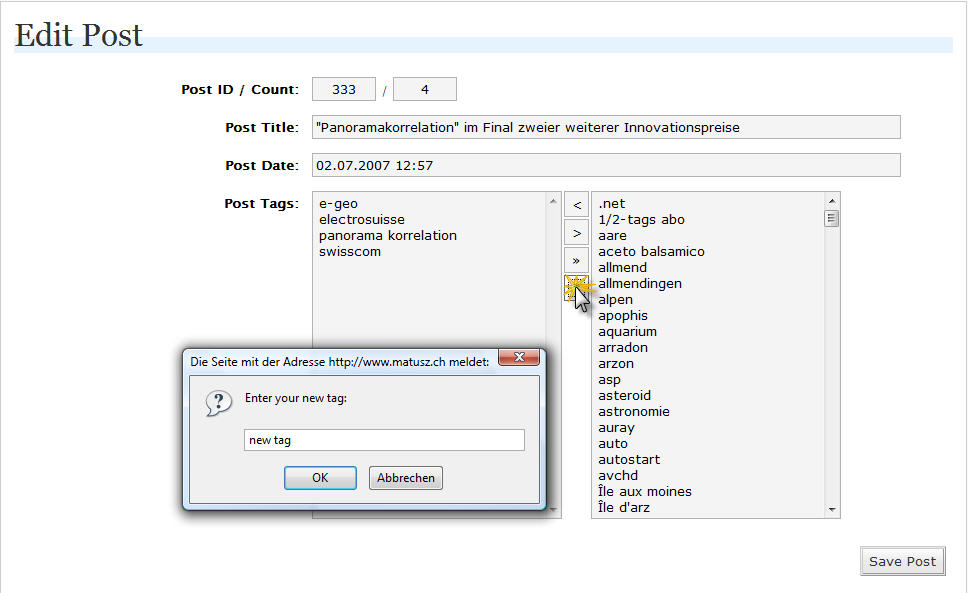 Edit Post
Post ID / Count: 333 / 4
Post Title: "Panoramakorrelation" im Final zweier weiterer Innovationspreise
Post Date: 02.07.2007 12:57
Post Tags:
e-geo
electrosuisse
panorama korrelation
swisscom
<
>
»
.net
1/2-tags abo
aare
aceto balsamico
allmend
allmendingen
alpen
apophis
aquarium
arradon
arzon
asp
asteroid
astronomie
auray
auto
autostart
avchd
Île aux moines
Île d'arz
Die Seite mit der Adresse http://www.matusz.ch meldet:
Enter your new tag:
new tag
OK Abbrechen
Save Post